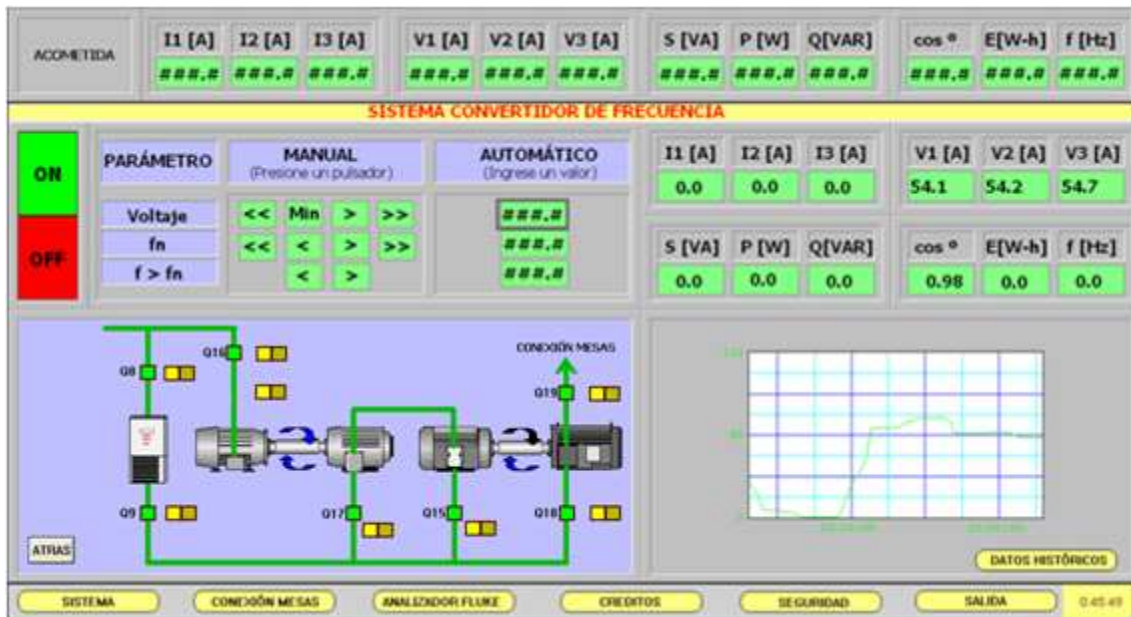 ACOMETIDA
I1 [A] I2 [A] I3 [A] V1 [A] V2 [A] V3 [A] S [VA] P [W] Q[VAR] cos º E[W-h] f [Hz]
###.# ###.# ###.# ###.# ###.# ###.# ###.# ###.# ###.# ###.# ###.# ###.#
SISTEMA CONVERTIDOR DE FRECUENCIA
ON
OFF
PARÁMETRO MANUAL AUTOMÁTICO
(Presione un pulsador) (Ingrese un valor)
Voltaje << Min > >> ###.#
fn << < > >> ###.#
f > fn < > ###.#
I1 [A] I2 [A] I3 [A] V1 [A] V2 [A] V3 [A]
0.0 0.0 0.0 54.1 54.2 54.7
S [VA] P [W] Q[VAR] cos º E[W-h] f [Hz]
0.0 0.0 0.0 0.98 0.0 0.0
CONEXIÓN MESAS
Q16
Q8
Q19
Q9
Q17
Q15
Q18
ATRAS
DATOS HISTÓRICOS
SISTEMA CONEXIÓN MESAS ANALIZADOR FLUKE CREDITOS SEGURIDAD SALIDA 0:45:49